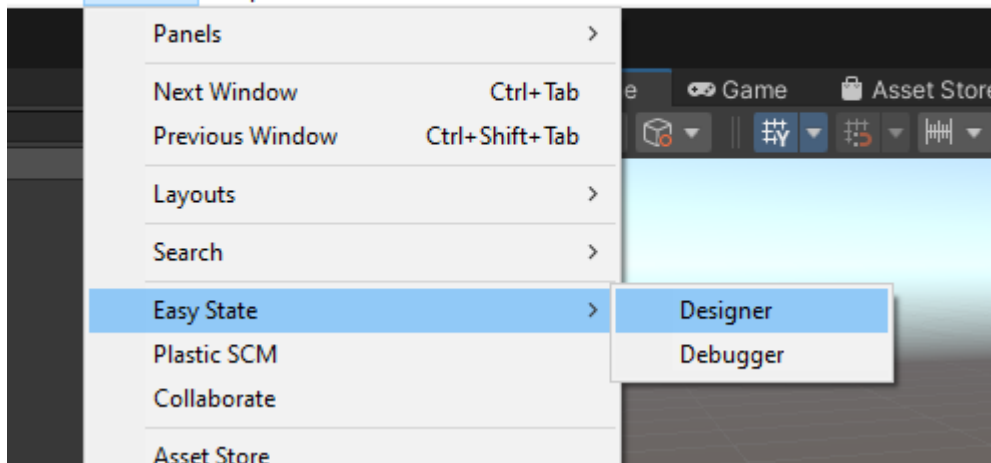 Panels
Next Window Ctrl+Tab
Previous Window Ctrl+Shift+Tab
Layouts
Search
Easy State
Plastic SCM
Collaborate
Asset Store
Designer
Debugger
e Game Asset Store